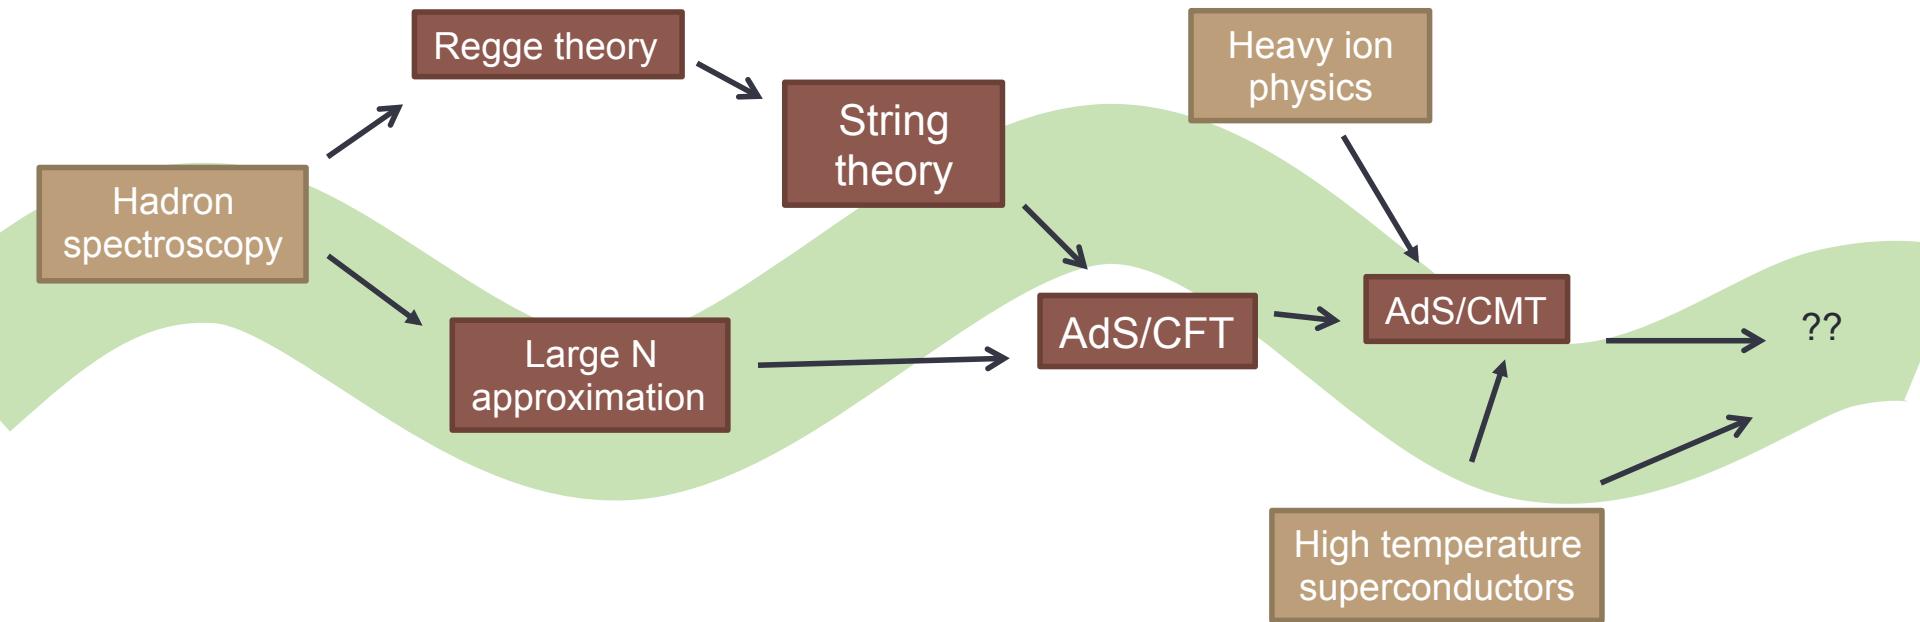 Regge theory
Heavy ion
physics
String
theory
Hadron
spectroscopy
Large N
approximation
AdS/CFT
AdS/CMT
??
High temperature
superconductors